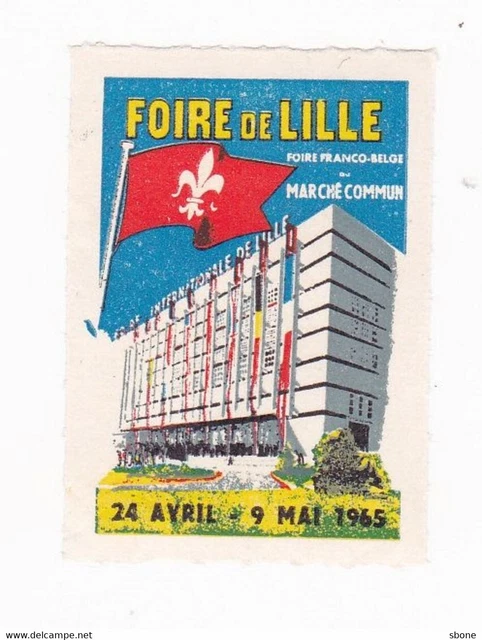 FOIRE DE LILLE
FOIRE FRANCO-BELGE
du
MARCHÉ COMMUN
FOIRE INTERNATIONALE DE LILLE
24 AVRIL - 9 MAI 1965
www.delcampe.net
sbone